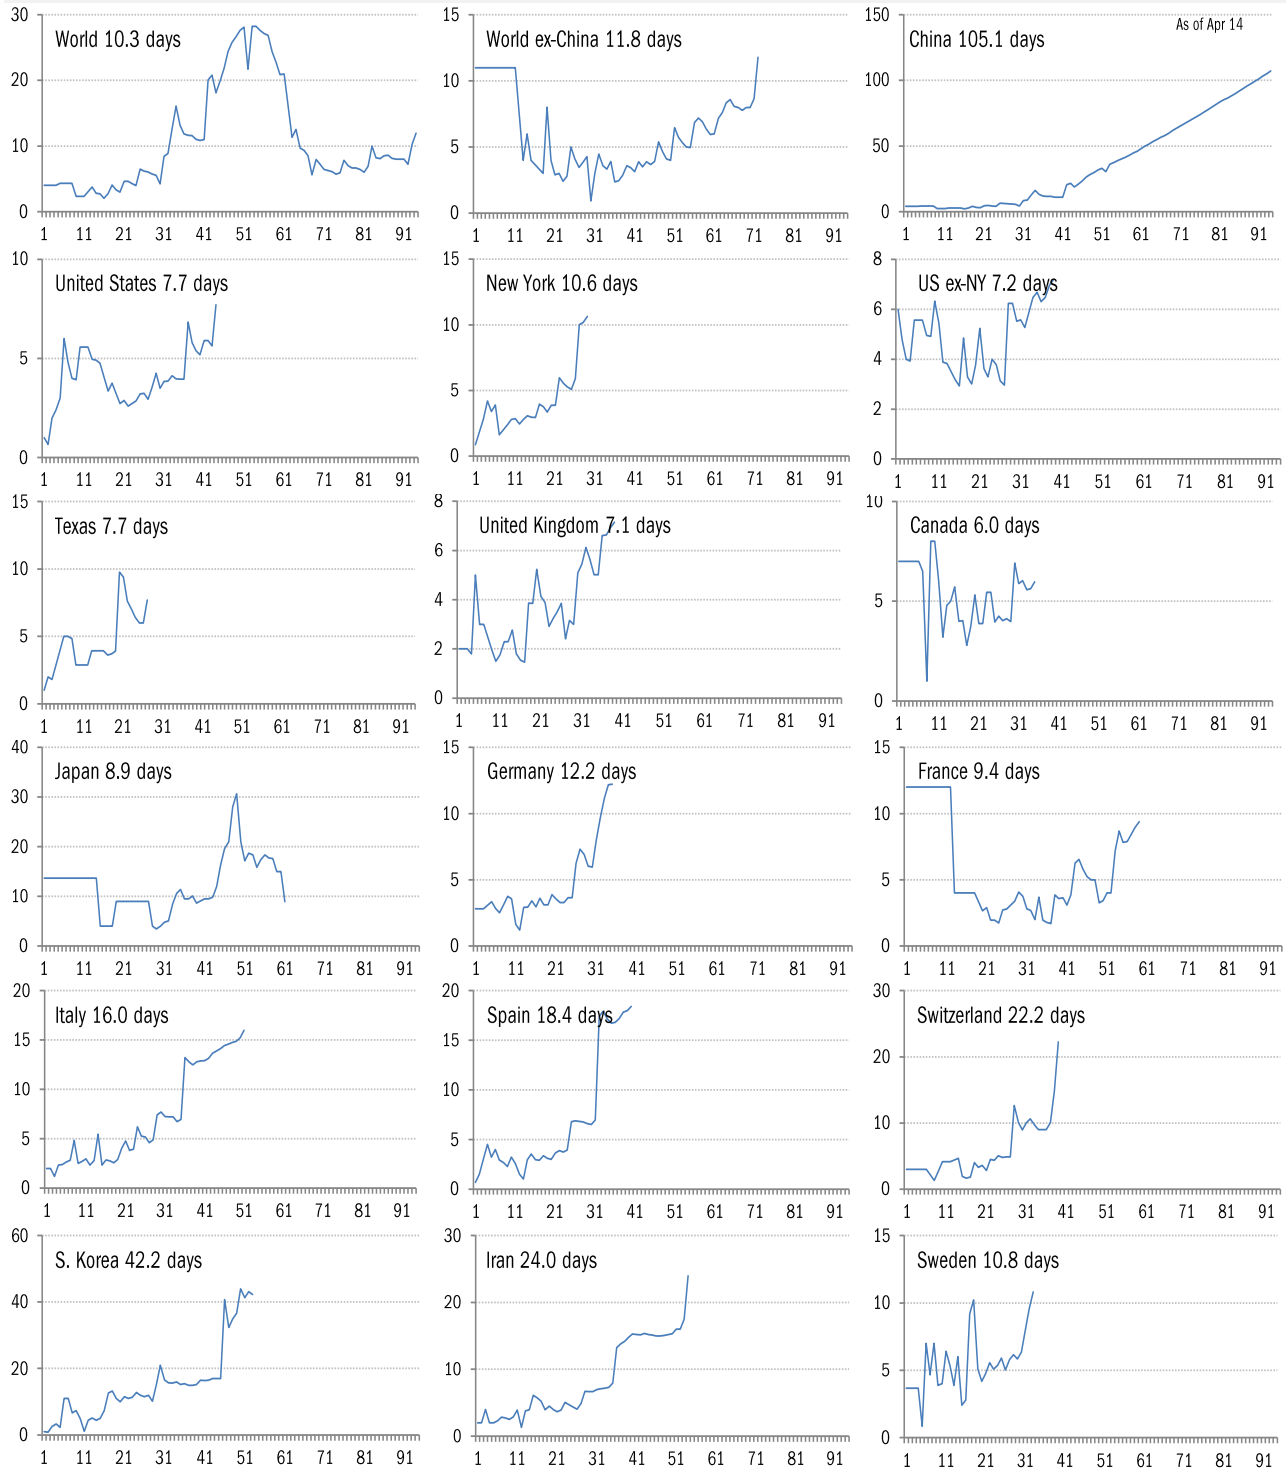 30 World 10.3 days
20
10
0
1 11 21 31 41 51 61 71 81 91
15 World ex-China 11.8 days
10
5
0
1 11 21 31 41 51 61 71 81 91
150 As of Apr 14
China 105.1 days
100
50
0
1 11 21 31 41 51 61 71 81 91
10
United States 7.7 days
5
0
1 11 21 31 41 51 61 71 81 91
15
New York 10.6 days
10
5
0
1 11 21 31 41 51 61 71 81 91
8
US ex-NY 7.2 days
6
4
2
0
1 11 21 31 41 51 61 71 81 91
15
Texas 7.7 days
10
5
0
1 11 21 31 41 51 61 71 81 91
8
United Kingdom 7.1 days
6
4
2
0
1 11 21 31 41 51 61 71 81 91
10
Canada 6.0 days
5
0
1 11 21 31 41 51 61 71 81 91
40
Japan 8.9 days
30
20
10
0
1 11 21 31 41 51 61 71 81 91
15
Germany 12.2 days
10
5
0
1 11 21 31 41 51 61 71 81 91
15
France 9.4 days
10
5
0
1 11 21 31 41 51 61 71 81 91
20
Italy 16.0 days
15
10
5
0
1 11 21 31 41 51 61 71 81 91
20
Spain 18.4 days
15
10
5
0
1 11 21 31 41 51 61 71 81 91
30
Switzerland 22.2 days
20
10
0
1 11 21 31 41 51 61 71 81 91
60
S. Korea 42.2 days
40
20
0
1 11 21 31 41 51 61 71 81 91
30
Iran 24.0 days
20
10
0
1 11 21 31 41 51 61 71 81 91
15
Sweden 10.8 days
10
5
0
1 11 21 31 41 51 61 71 81 91